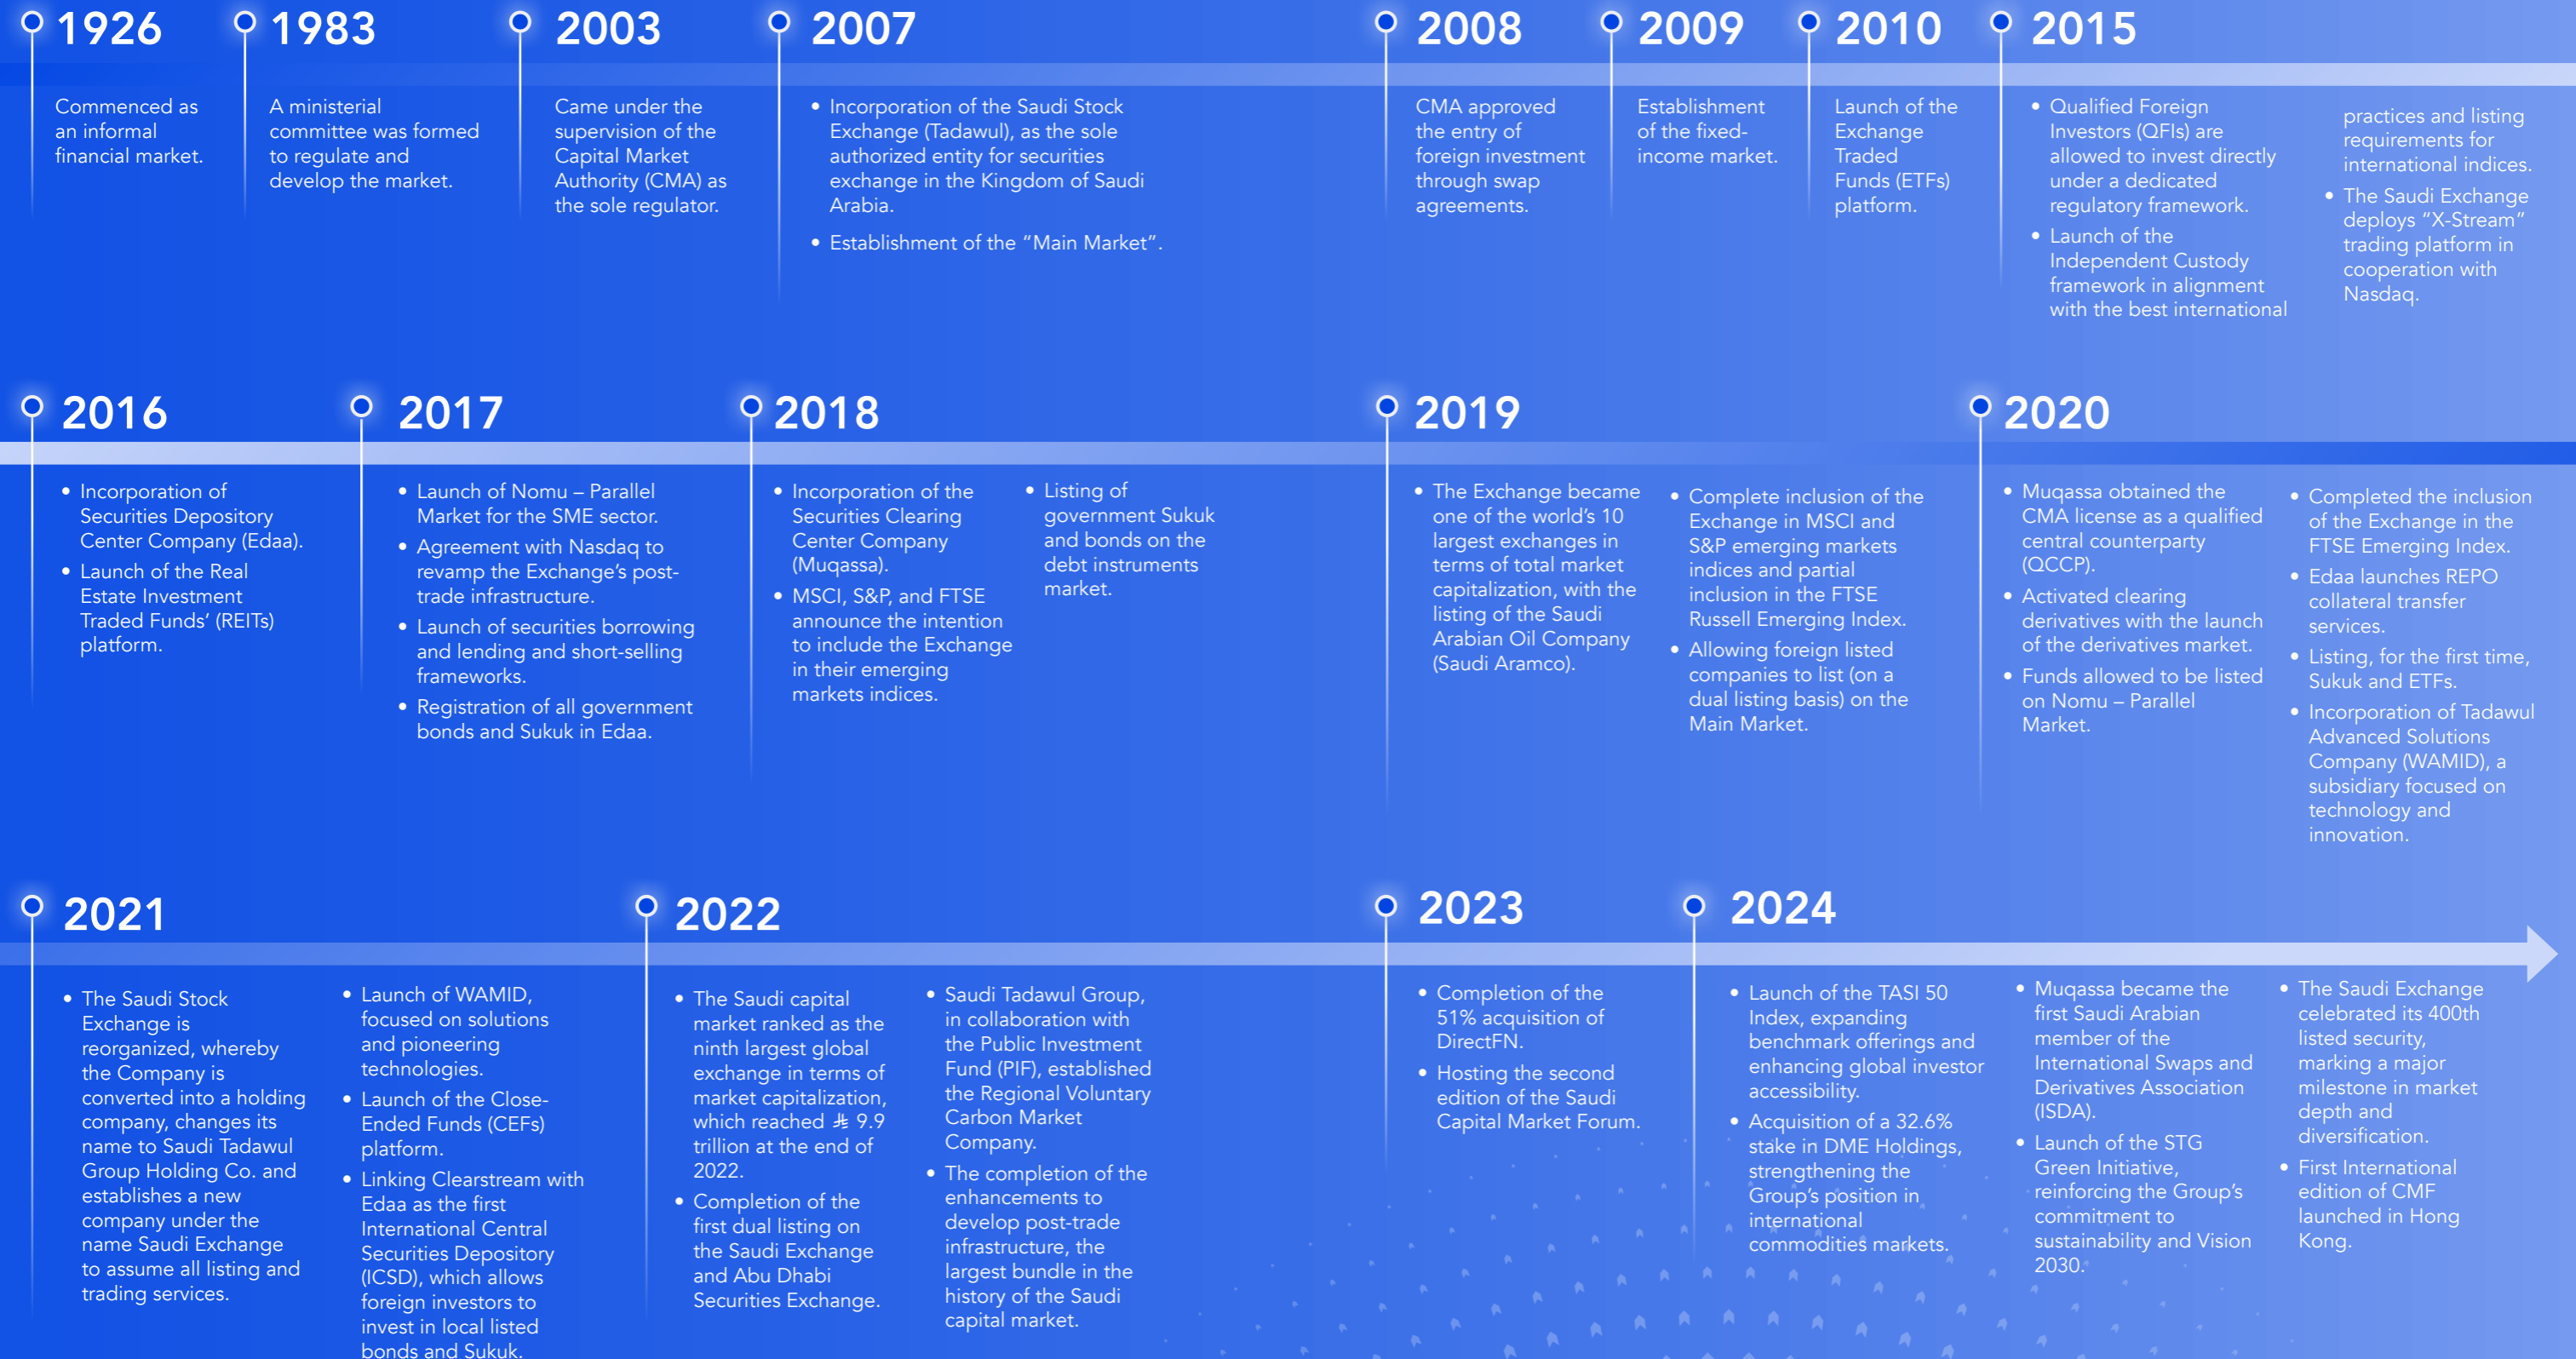 1926
Commenced as
an informal
financial market.
1983
A ministerial
committee was formed
to regulate and
develop the market.
2003
Came under the
supervision of the
Capital Market
Authority (CMA) as
the sole regulator.
2007
• Incorporation of the Saudi Stock
Exchange (Tadawul), as the sole
authorized entity for securities
exchange in the Kingdom of Saudi
Arabia.
• Establishment of the “Main Market”.
2008
CMA approved
the entry of
foreign investment
through swap
agreements.
2009
Establishment
of the fixed-
income market.
2010
Launch of the
Exchange
Traded
Funds (ETFs)
platform.
2015
• Qualified Foreign
Investors (QFIs) are
allowed to invest directly
under a dedicated
regulatory framework.
• Launch of the
Independent Custody
framework in alignment
with the best international
practices and listing
requirements for
international indices.
• The Saudi Exchange
deploys “X-Stream”
trading platform in
cooperation with
Nasdaq.
2016
• Incorporation of
Securities Depository
Center Company (Edaa).
• Launch of the Real
Estate Investment
Traded Funds’ (REITs)
platform.
2017
• Launch of Nomu – Parallel
Market for the SME sector.
• Agreement with Nasdaq to
revamp the Exchange’s post-
trade infrastructure.
• Launch of securities borrowing
and lending and short-selling
frameworks.
• Registration of all government
bonds and Sukuk in Edaa.
2018
• Incorporation of the
Securities Clearing
Center Company
(Muqassa).
• MSCI, S&P, and FTSE
announce the intention
to include the Exchange
in their emerging
markets indices.
• Listing of
government Sukuk
and bonds on the
debt instruments
market.
2019
• The Exchange became
one of the world’s 10
largest exchanges in
terms of total market
capitalization, with the
listing of the Saudi
Arabian Oil Company
(Saudi Aramco).
• Complete inclusion of the
Exchange in MSCI and
S&P emerging markets
indices and partial
inclusion in the FTSE
Russell Emerging Index.
• Allowing foreign listed
companies to list (on a
dual listing basis) on the
Main Market.
2020
• Muqassa obtained the
CMA license as a qualified
central counterparty
(QCCP).
• Activated clearing
derivatives with the launch
of the derivatives market.
• Funds allowed to be listed
on Nomu – Parallel
Market.
• Completed the inclusion
of the Exchange in the
FTSE Emerging Index.
• Edaa launches REPO
collateral transfer
services.
• Listing, for the first time,
Sukuk and ETFs.
• Incorporation of Tadawul
Advanced Solutions
Company (WAMID), a
subsidiary focused on
technology and
innovation.
2021
• The Saudi Stock
Exchange is
reorganized, whereby
the Company is
converted into a holding
company, changes its
name to Saudi Tadawul
Group Holding Co. and
establishes a new
company under the
name Saudi Exchange
to assume all listing and
trading services.
• Launch of WAMID,
focused on solutions
and pioneering
technologies.
• Launch of the Close-
Ended Funds (CEFs)
platform.
• Linking Clearstream with
Edaa as the first
International Central
Securities Depository
(ICSD), which allows
foreign investors to
invest in local listed
bonds and Sukuk.
2022
• The Saudi capital
market ranked as the
ninth largest global
exchange in terms of
market capitalization,
which reached ⃁ 9.9
trillion at the end of
2022.
• Completion of the
first dual listing on
the Saudi Exchange
and Abu Dhabi
Securities Exchange.
• Saudi Tadawul Group,
in collaboration with
the Public Investment
Fund (PIF), established
the Regional Voluntary
Carbon Market
Company.
• The completion of the
enhancements to
develop post-trade
infrastructure, the
largest bundle in the
history of the Saudi
capital market.
2023
• Completion of the
51% acquisition of
DirectFN.
• Hosting the second
edition of the Saudi
Capital Market Forum.
2024
• Launch of the TASI 50
Index, expanding
benchmark offerings and
enhancing global investor
accessibility.
• Acquisition of a 32.6%
stake in DME Holdings,
strengthening the
Group’s position in
international
commodities markets.
• Muqassa became the
first Saudi Arabian
member of the
International Swaps and
Derivatives Association
(ISDA).
• Launch of the STG
Green Initiative,
reinforcing the Group’s
commitment to
sustainability and Vision
2030.
• The Saudi Exchange
celebrated its 400th
listed security,
marking a major
milestone in market
depth and
diversification.
• First International
edition of CMF
launched in Hong
Kong.